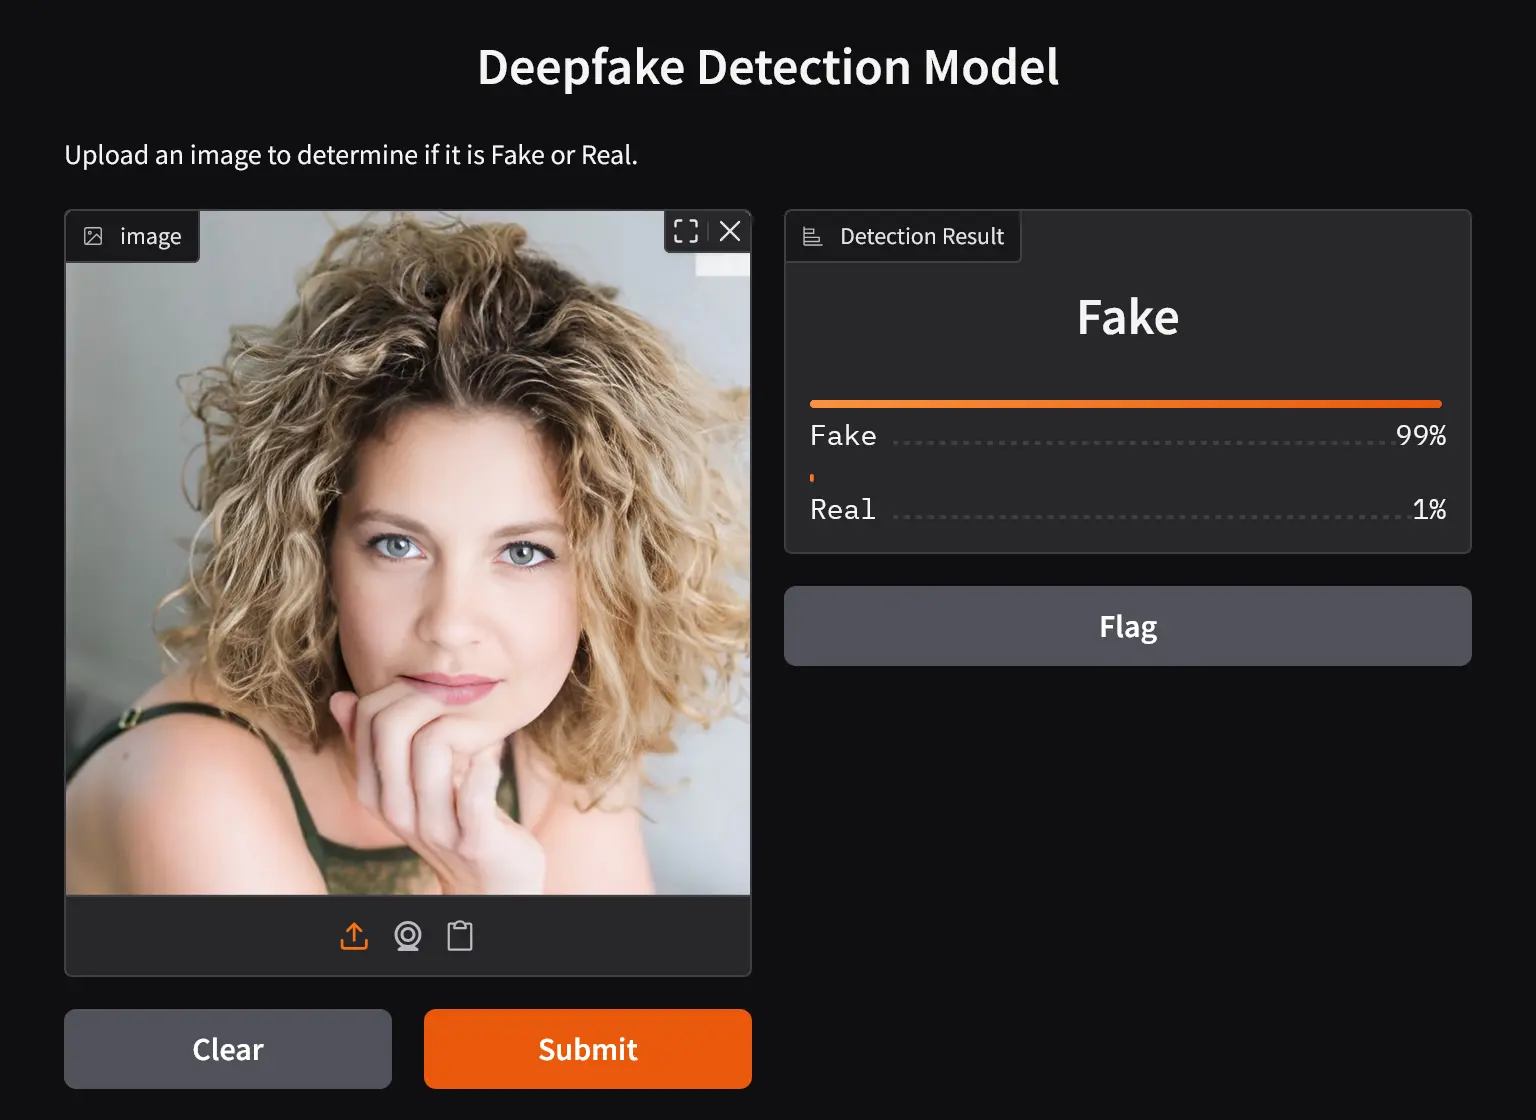 Deepfake Detection Model
Upload an image to determine if it is Fake or Real.
image
Detection Result
Fake
Fake 99%
Real 1%
Flag
Clear
Submit